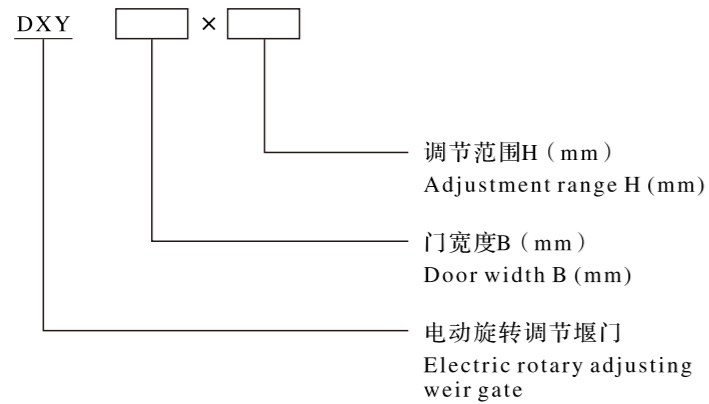 DXY × 
调节范围H（mm）
Adjustment range H (mm)
门宽度B（mm）
Door width B (mm)
电动旋转调节堰门
Electric rotary adjusting
weir gate